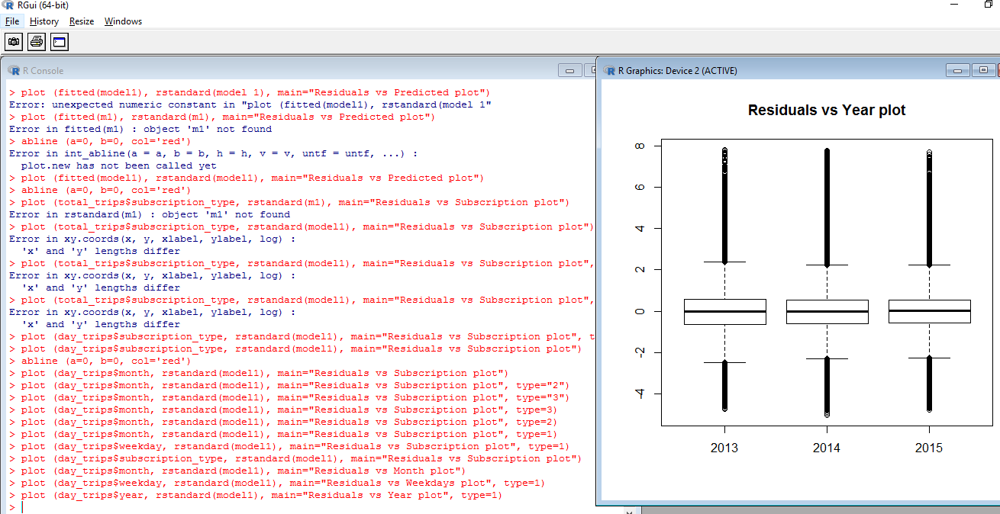 RGui (64-bit)
File History Resize Windows
R Console
> plot (fitted(model1), rstandard(model 1), main="Residuals vs Predicted plot")
Error: unexpected numeric constant in "plot (fitted(model1), rstandard(model 1"
> plot (fitted(m1), rstandard(m1), main="Residuals vs Predicted plot")
Error in fitted(m1) : object 'm1' not found
> abline (a=0, b=0, col='red')
Error in int_abline(a = a, b = b, h = h, v = v, untf = untf, ...) :
plot.new has not been called yet
> plot (fitted(model1), rstandard(model1), main="Residuals vs Predicted plot")
> abline (a=0, b=0, col='red')
> plot (total_trips$subscription_type, rstandard(m1), main="Residuals vs Subscription plot")
Error in rstandard(m1) : object 'm1' not found
> plot (total_trips$subscription_type, rstandard(model1), main="Residuals vs Subscription plot")
Error in xy.coords(x, y, xlabel, ylabel, log) :
'x' and 'y' lengths differ
> plot (total_trips$subscription_type, rstandard(model1), main="Residuals vs Subscription plot",
Error in xy.coords(x, y, xlabel, ylabel, log) :
'x' and 'y' lengths differ
> plot (total_trips$subscription_type, rstandard(model1), main="Residuals vs Subscription plot",
Error in xy.coords(x, y, xlabel, ylabel, log) :
'x' and 'y' lengths differ
> plot (day_trips$subscription_type, rstandard(model1), main="Residuals vs Subscription plot", t
> plot (day_trips$subscription_type, rstandard(model1), main="Residuals vs Subscription plot")
> abline (a=0, b=0, col='red')
> plot (day_trips$month, rstandard(model1), main="Residuals vs Subscription plot")
> plot (day_trips$month, rstandard(model1), main="Residuals vs Subscription plot", type="2")
> plot (day_trips$month, rstandard(model1), main="Residuals vs Subscription plot", type="3")
> plot (day_trips$month, rstandard(model1), main="Residuals vs Subscription plot", type=3)
> plot (day_trips$month, rstandard(model1), main="Residuals vs Subscription plot", type=2)
> plot (day_trips$month, rstandard(model1), main="Residuals vs Subscription plot", type=1)
> plot (day_trips$weekday, rstandard(model1), main="Residuals vs Subscription plot", type=1)
> plot (day_trips$subscription_type, rstandard(model1), main="Residuals vs Subscription plot")
> plot (day_trips$month, rstandard(model1), main="Residuals vs Month plot")
> plot (day_trips$weekday, rstandard(model1), main="Residuals vs Weekdays plot", type=1)
> plot (day_trips$year, rstandard(model1), main="Residuals vs Year plot", type=1)
>
R Graphics: Device 2 (ACTIVE)
Residuals vs Year plot
8
6
4
2
0
-2
-4
2013 2014 2015